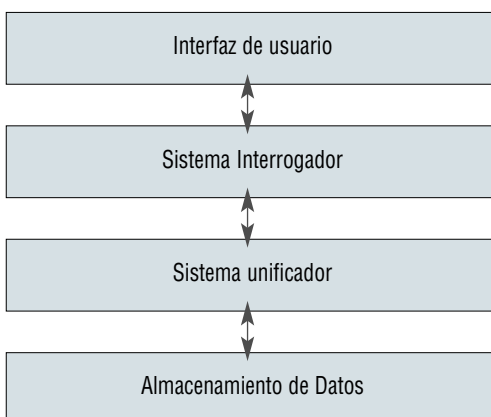 Interfaz de usuario
Sistema Interrogador
Sistema unificador
Almacenamiento de Datos